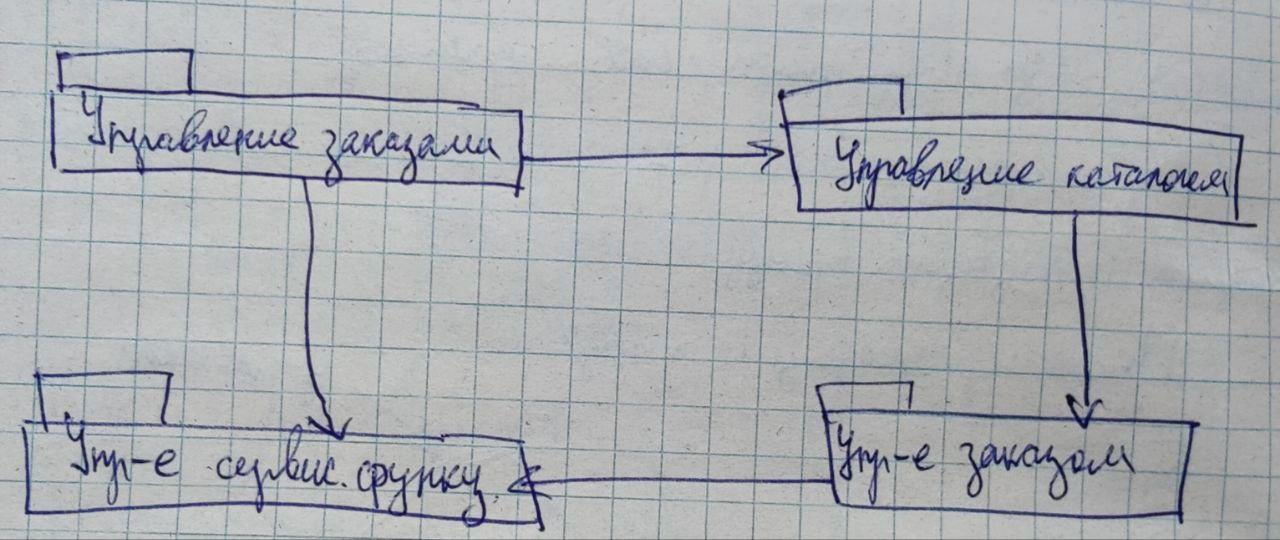 Управление заказами
Управление каталогом
Упр-е сервис. функц.
Упр-е заказом